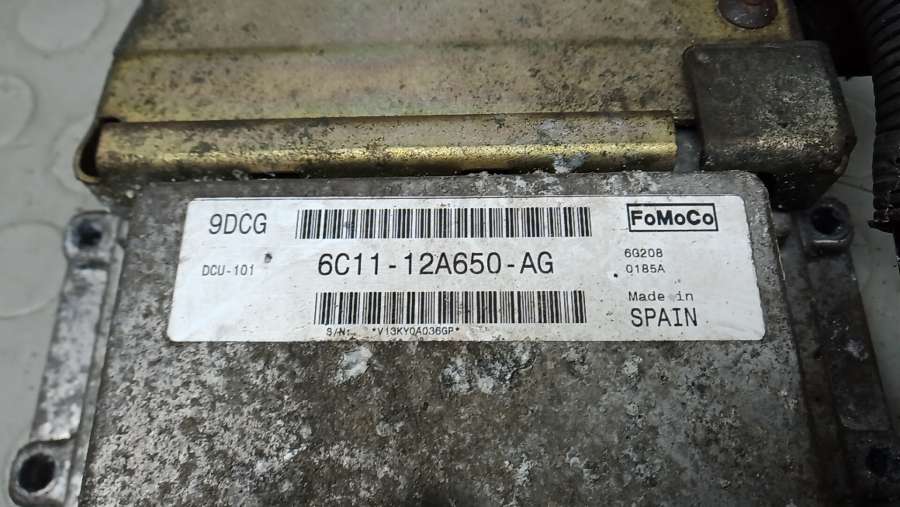 9DCG
FoMoCo
DCU-101
6C11-12A650-AG
6G208
0185A
Made in
SPAIN
S/N: *V13KY0A036GP*